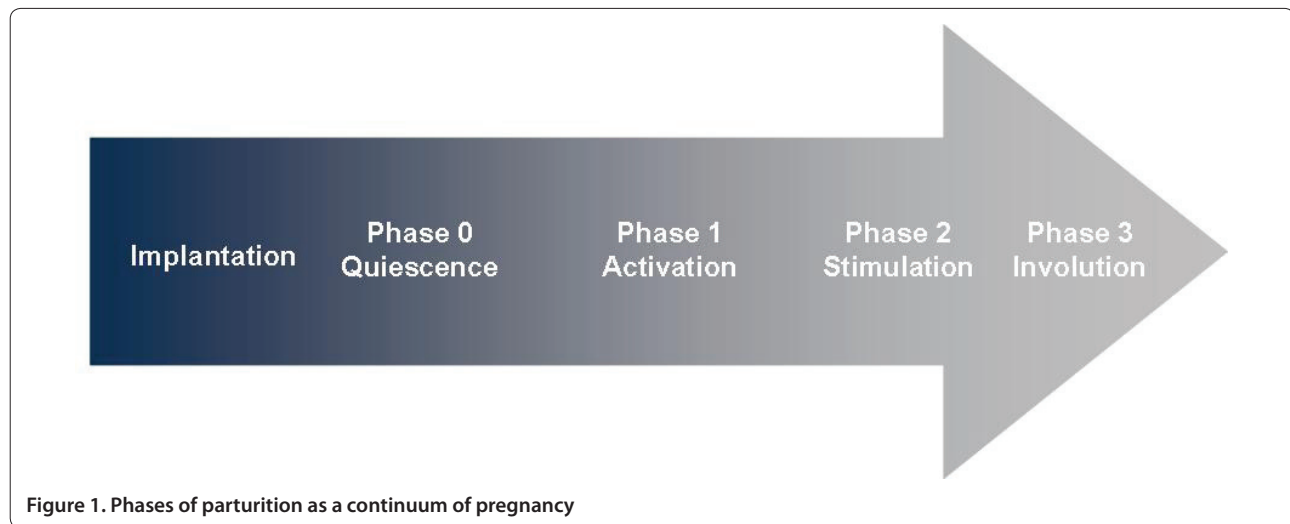 Implantation
Phase 0
Quiescence
Phase 1
Activation
Phase 2
Stimulation
Phase 3
Involution
Figure 1. Phases of parturition as a continuum of pregnancy